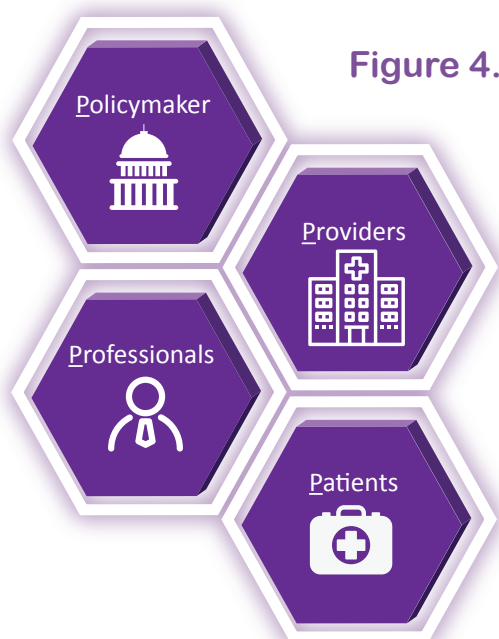 Figure 4.
Policymaker
Providers
Professionals
Patients